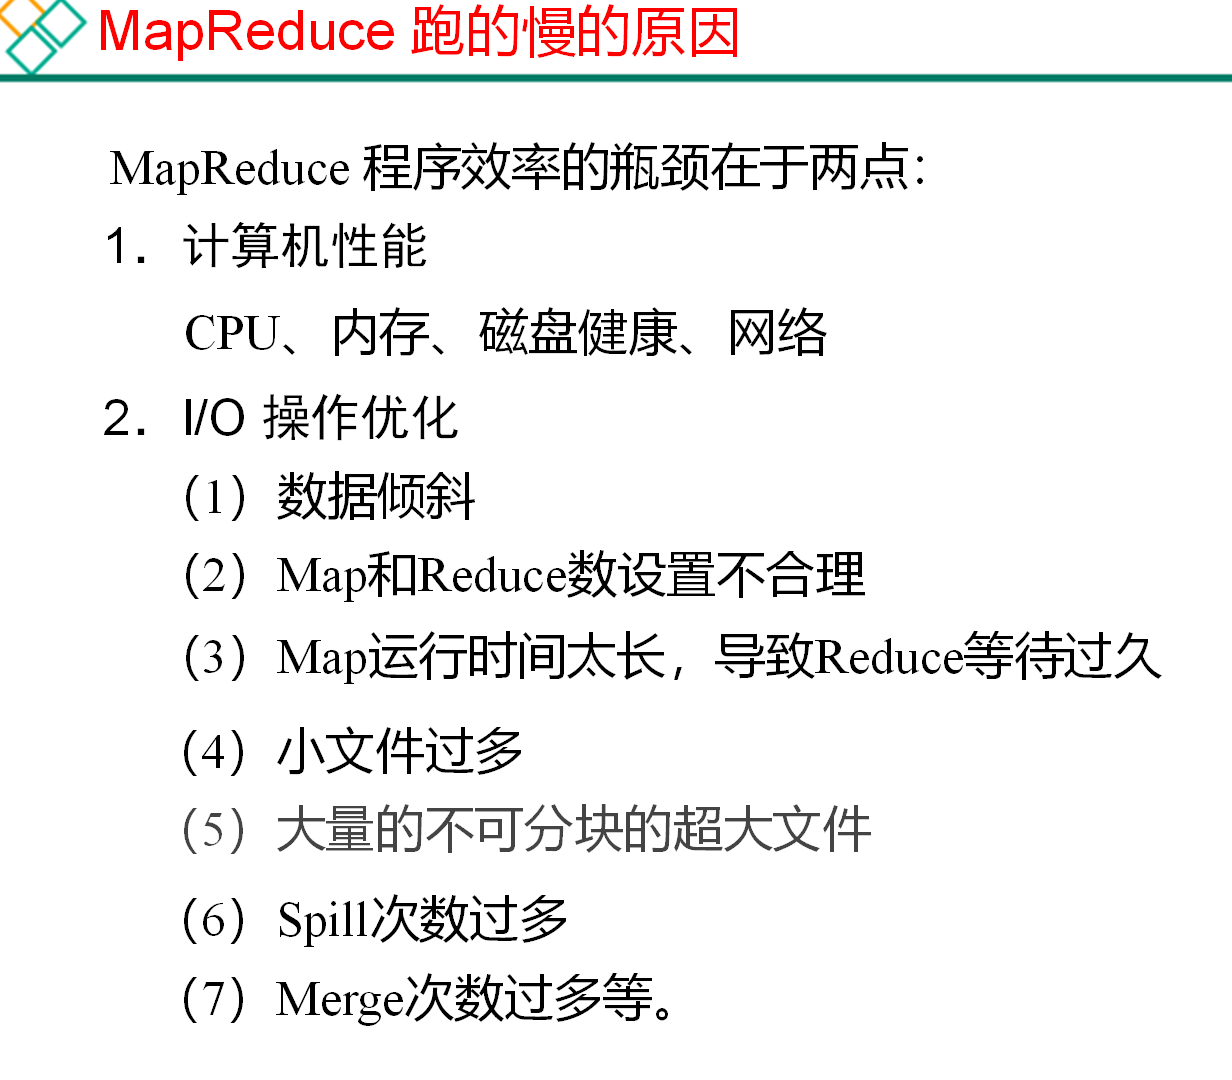 MapReduce 跑的慢的原因
MapReduce 程序效率的瓶颈在于两点：
1. 计算机性能
CPU、内存、磁盘健康、网络
2. I/O 操作优化
（1）数据倾斜
（2）Map和Reduce数设置不合理
（3）Map运行时间太长，导致Reduce等待过久
（4）小文件过多
（5）大量的不可分块的超大文件
（6）Spill次数过多
（7）Merge次数过多等。